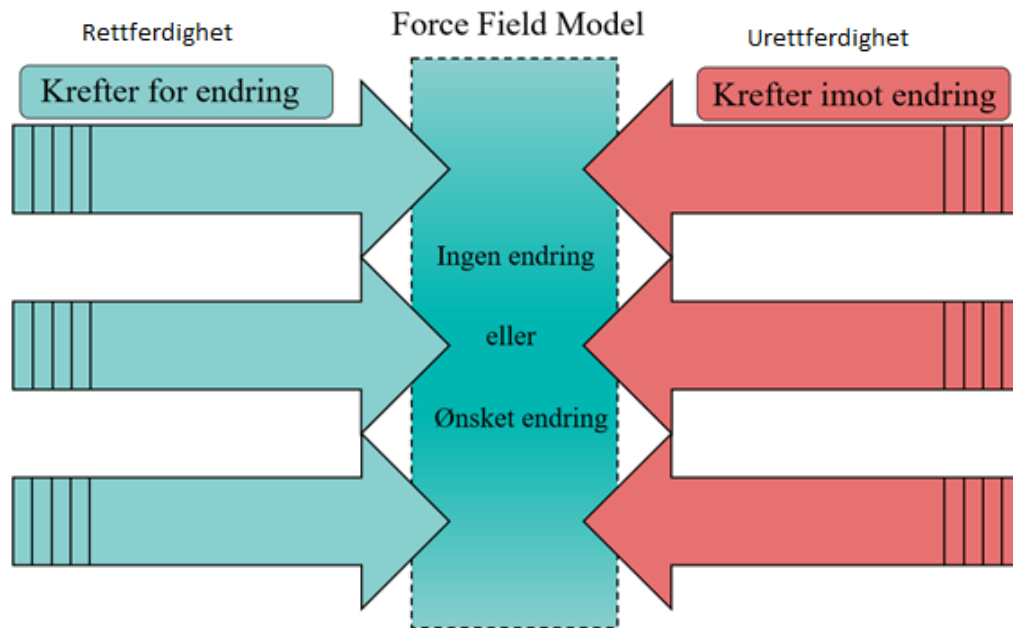 Force Field Model
Rettferdighet
Urettferdighet
Krefter for endring
Krefter imot endring
Ingen endring
eller
Ønsket endring